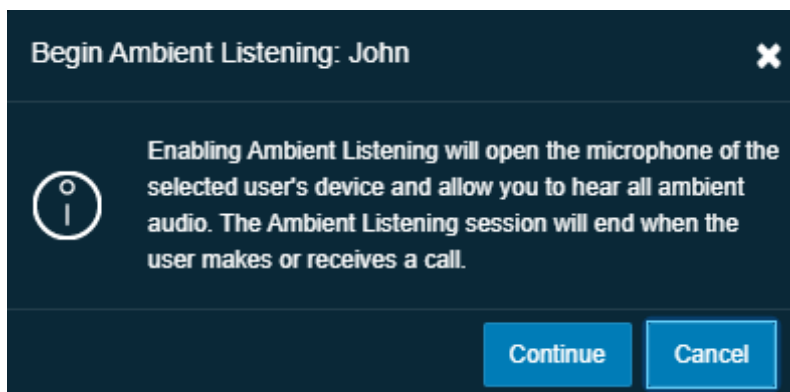 Begin Ambient Listening: John
Enabling Ambient Listening will open the microphone of the
selected user's device and allow you to hear all ambient
audio. The Ambient Listening session will end when the
user makes or receives a call.
Continue Cancel